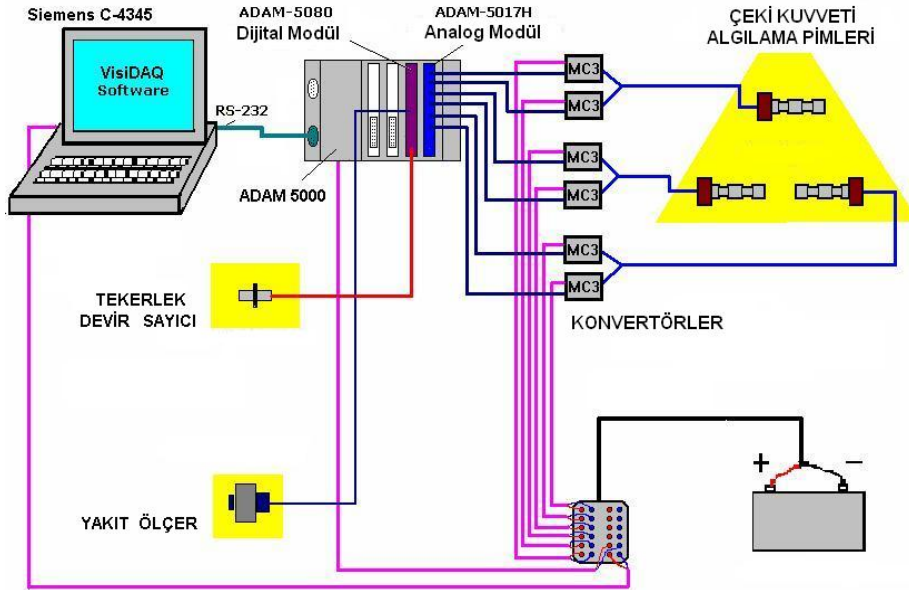 Siemens C-4345
ADAM-5080
Dijital Modül
ADAM-5017H
Analog Modül
ÇEKİ KUVVETİ
ALGILAMA PİMLERİ
VisiDAQ
Software
RS-232
ADAM 5000
MC3
MC3
MC3
MC3
MC3
MC3
TEKERLEK
DEVİR SAYICI
KONVERTÖRLER
YAKIT ÖLÇER
+
–